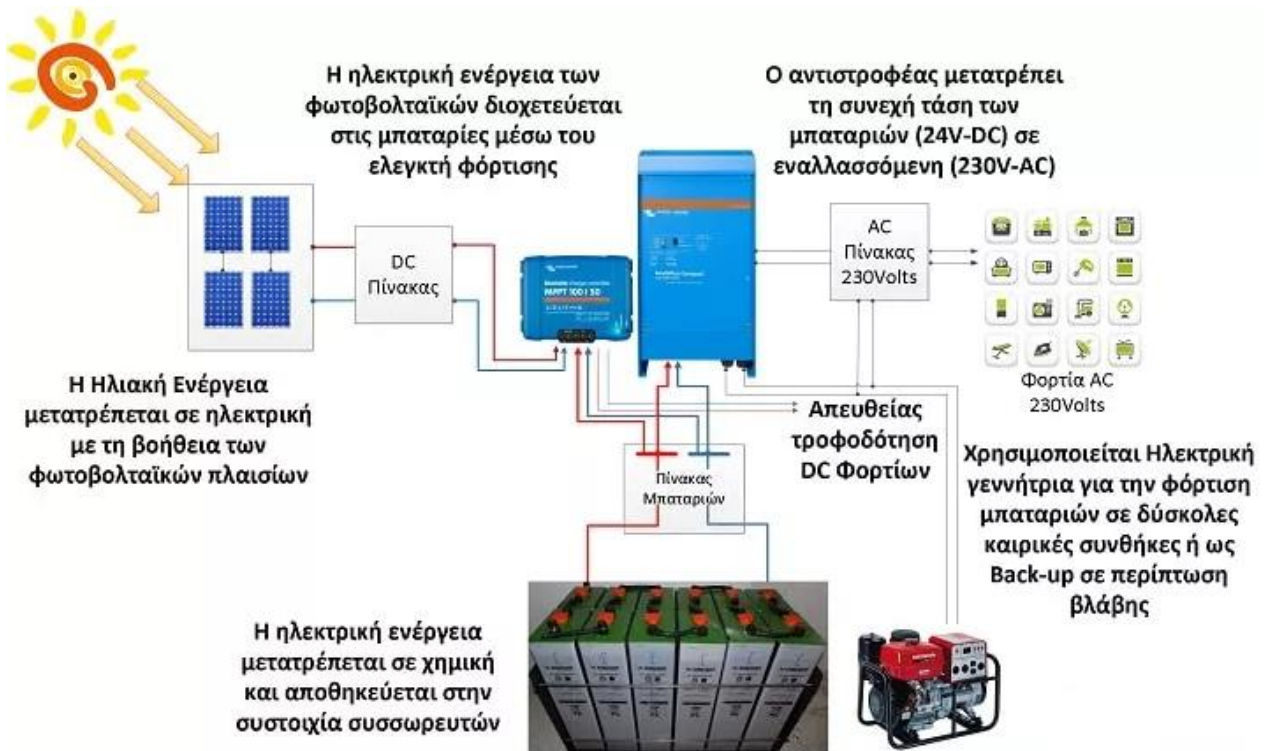 Η ηλεκτρική ενέργεια των
φωτοβολταϊκών διοχετεύεται
στις μπαταρίες μέσω του
ελεγκτή φόρτισης
Ο αντιστροφέας μετατρέπει
τη συνεχή τάση των
μπαταριών (24V-DC) σε
εναλλασσόμενη (230V-AC)
DC
Πίνακας
MPPT 100 | 50
AC
Πίνακας
230Volts
Φορτία AC
230Volts
Η Ηλιακή Ενέργεια
μετατρέπεται σε ηλεκτρική
με τη βοήθεια των
φωτοβολταϊκών πλαισίων
Απευθείας
τροφοδότηση
DC Φορτίων
Πίνακας
Μπαταριών
Χρησιμοποιείται Ηλεκτρική
γεννήτρια για την φόρτιση
μπαταριών σε δύσκολες
καιρικές συνθήκες ή ως
Back-up σε περίπτωση
βλάβης
Η ηλεκτρική ενέργεια
μετατρέπεται σε χημική
και αποθηκεύεται στην
συστοιχία συσσωρευτών